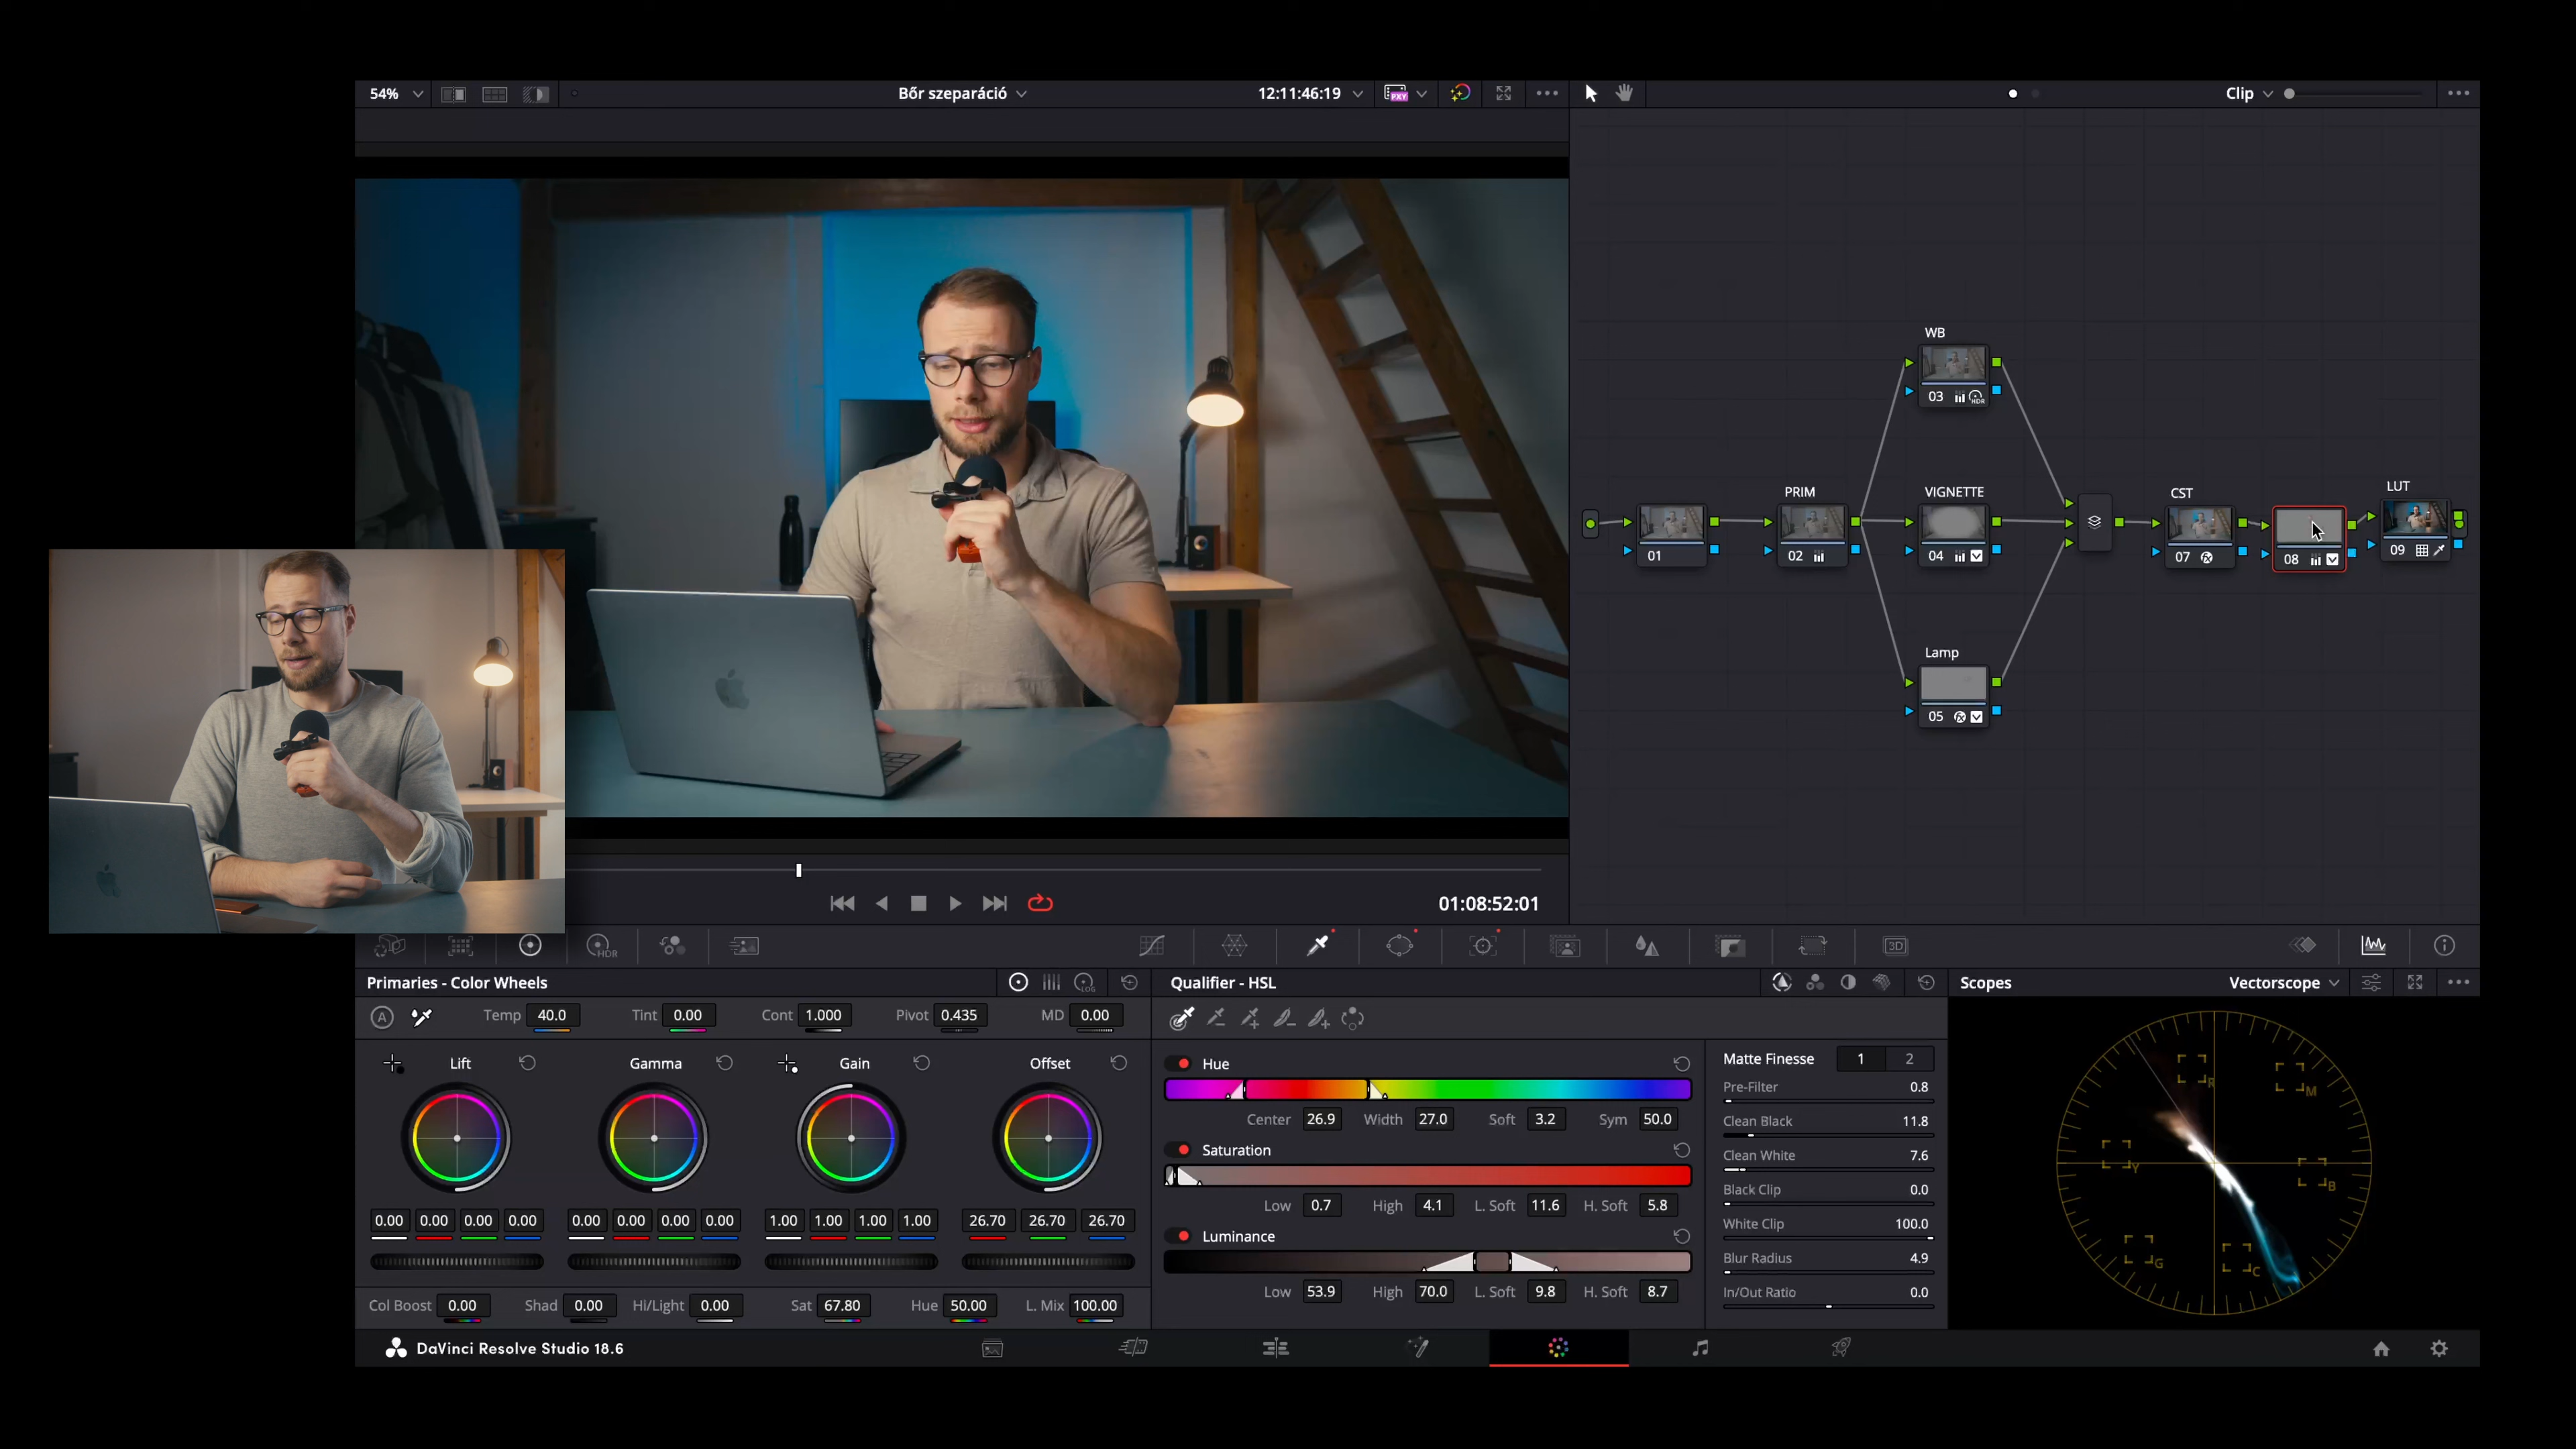 54%
Bőr szeparáció
12:11:46:19
PXY
Clip
WB
03 HDR
PRIM
VIGNETTE
CST
LUT
01
02
04
07
08
09
Lamp
05
01:08:52:01
HDR
3D
Primaries - Color Wheels
LOG
Qualifier - HSL
Scopes
Vectorscope
A
Temp 40.0 Tint 0.00 Cont 1.000 Pivot 0.435 MD 0.00
Lift Gamma Gain Offset
0.00 0.00 0.00 0.00 0.00 0.00 0.00 0.00 1.00 1.00 1.00 1.00 26.70 26.70 26.70
Col Boost 0.00 Shad 0.00 Hi/Light 0.00 Sat 67.80 Hue 50.00 L. Mix 100.00
Hue
Center 26.9 Width 27.0 Soft 3.2 Sym 50.0
Saturation
Low 0.7 High 4.1 L. Soft 11.6 H. Soft 5.8
Luminance
Low 53.9 High 70.0 L. Soft 9.8 H. Soft 8.7
Matte Finesse 1 2
Pre-Filter 0.8
Clean Black 11.8
Clean White 7.6
Black Clip 0.0
White Clip 100.0
Blur Radius 4.9
In/Out Ratio 0.0
R
M
Y
B
G
C
DaVinci Resolve Studio 18.6